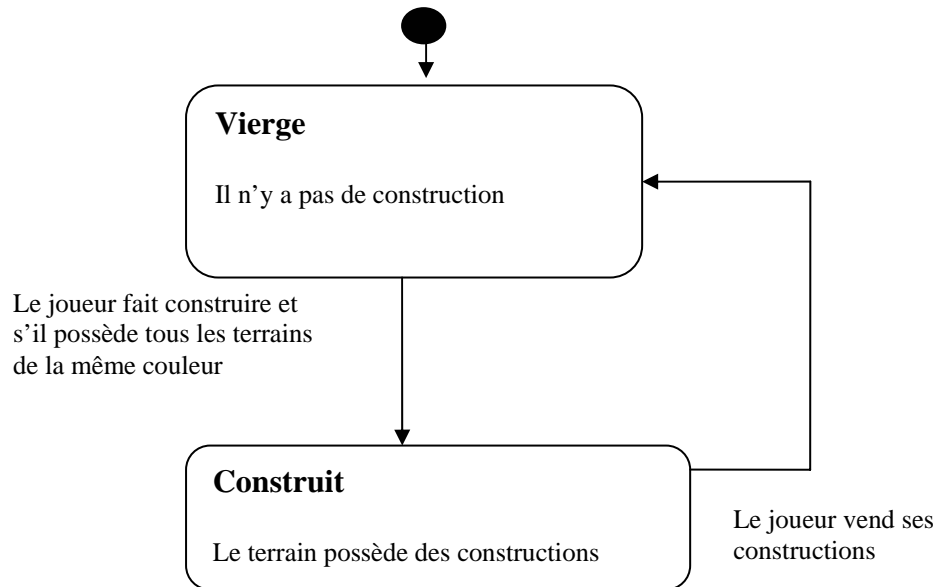 Vierge
Il n’y a pas de construction
Le joueur fait construire et
s’il possède tous les terrains
de la même couleur
Construit
Le terrain possède des constructions
Le joueur vend ses
constructions